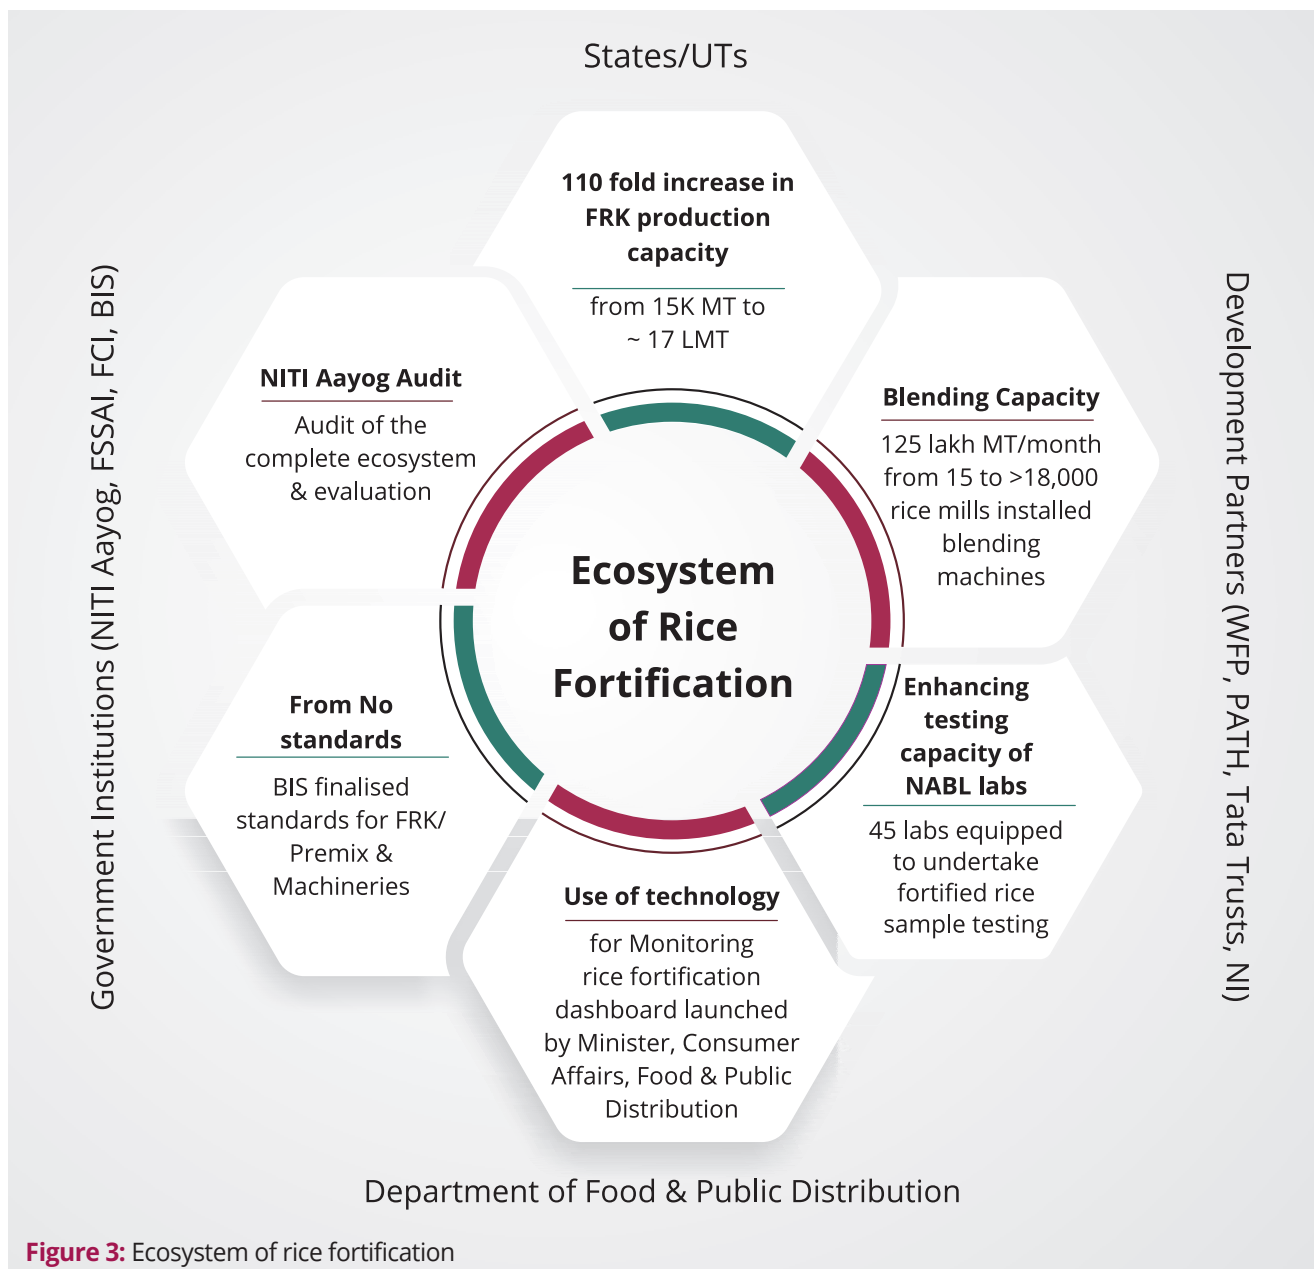 States/UTs
110 fold increase in
FRK production
capacity
from 15K MT to
~ 17 LMT
Blending Capacity
125 lakh MT/month
from 15 to >18,000
rice mills installed
blending
machines
Enhancing
testing
capacity of
NABL labs
45 labs equipped
to undertake
fortified rice
sample testing
Use of technology
for Monitoring
rice fortification
dashboard launched
by Minister, Consumer
Affairs, Food & Public
Distribution
From No
standards
BIS finalised
standards for FRK/
Premix &
Machineries
NITI Aayog Audit
Audit of the
complete ecosystem
& evaluation
Ecosystem
of Rice
Fortification
Government Institutions (NITI Aayog, FSSAI, FCI, BIS)
Development Partners (WFP, PATH, Tata Trusts, NI)
Department of Food & Public Distribution
Figure 3: Ecosystem of rice fortification